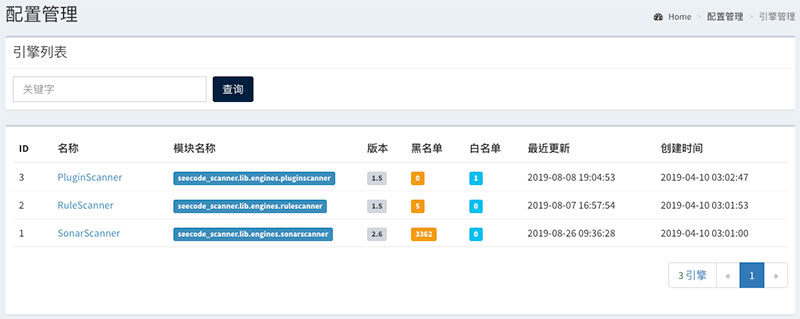 配置管理
Home > 配置管理 > 引擎管理
引擎列表
关键字 查询
ID 名称 模块名称 版本 黑名单 白名单 最近更新 创建时间
3 PluginScanner seecode_scanner.lib.engines.pluginscanner 1.5 0 1 2019-08-08 19:04:53 2019-04-10 03:02:47
2 RuleScanner seecode_scanner.lib.engines.rulescanner 1.5 5 0 2019-08-07 16:57:54 2019-04-10 03:01:53
1 SonarScanner seecode_scanner.lib.engines.sonarscanner 2.6 3362 0 2019-08-26 09:36:28 2019-04-10 03:01:00
3 引擎 « 1 »